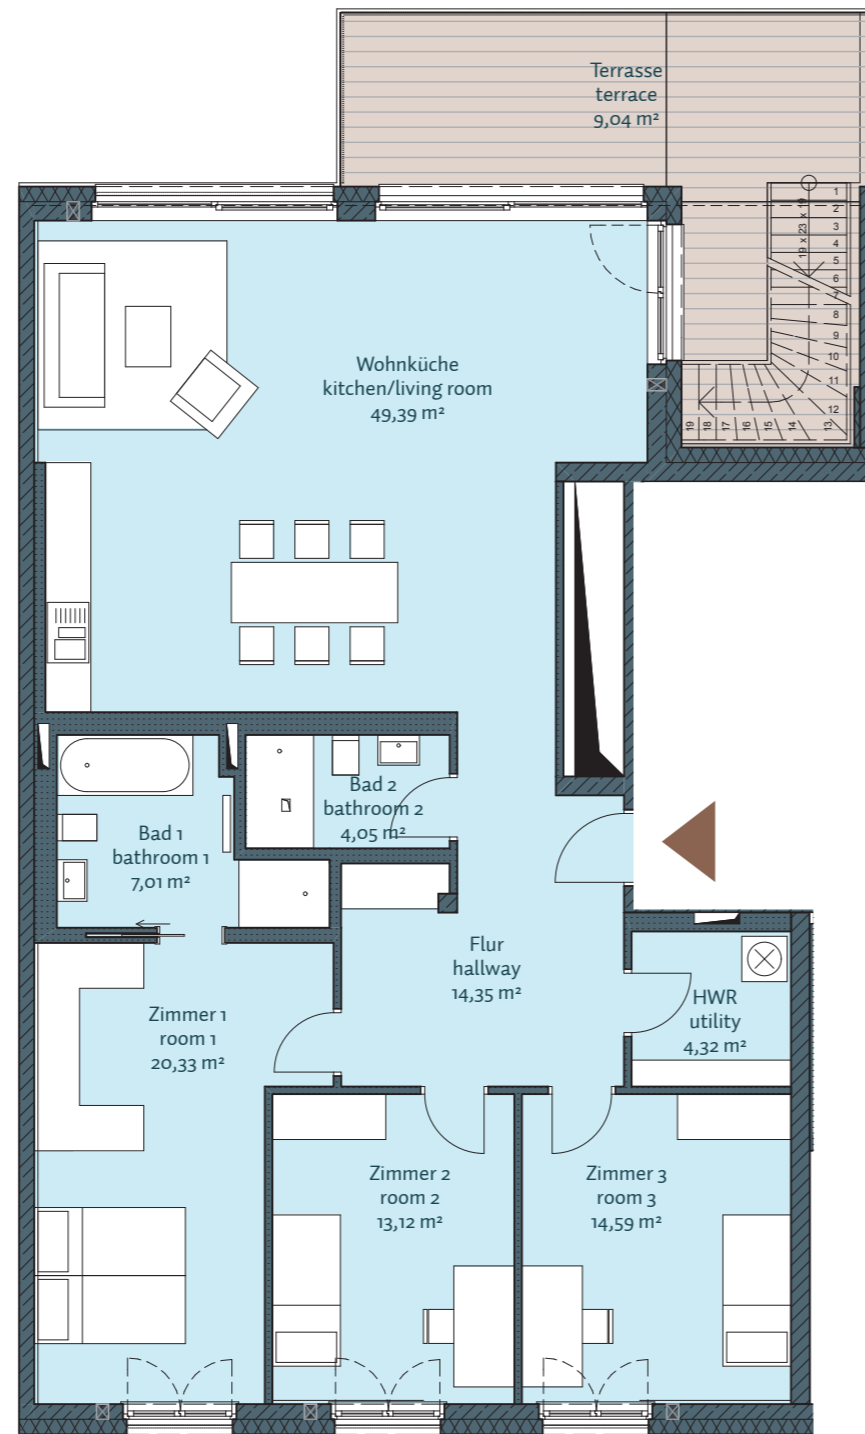 Terrasse
terrace
9,04 m²
1
2
3
4
5
6
7
8
9
10
11
12
13
14
15
16
17
18
19
19 x 23 x 19
Wohnküche
kitchen/living room
49,39 m²
Bad 2
bathroom 2
4,05 m²
Bad 1
bathroom 1
7,01 m²
Flur
hallway
14,35 m²
HWR
utility
4,32 m²
Zimmer 1
room 1
20,33 m²
Zimmer 2
room 2
13,12 m²
Zimmer 3
room 3
14,59 m²